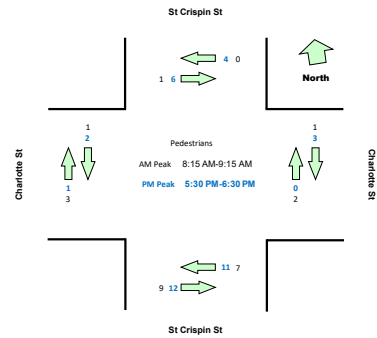 St Crispin St
4 0
1 6
North
1
2
1
3
Pedestrians
AM Peak 8:15 AM-9:15 AM
PM Peak 5:30 PM-6:30 PM
Charlotte St
Charlotte St
1
3
0
2
11 7
9 12
St Crispin St